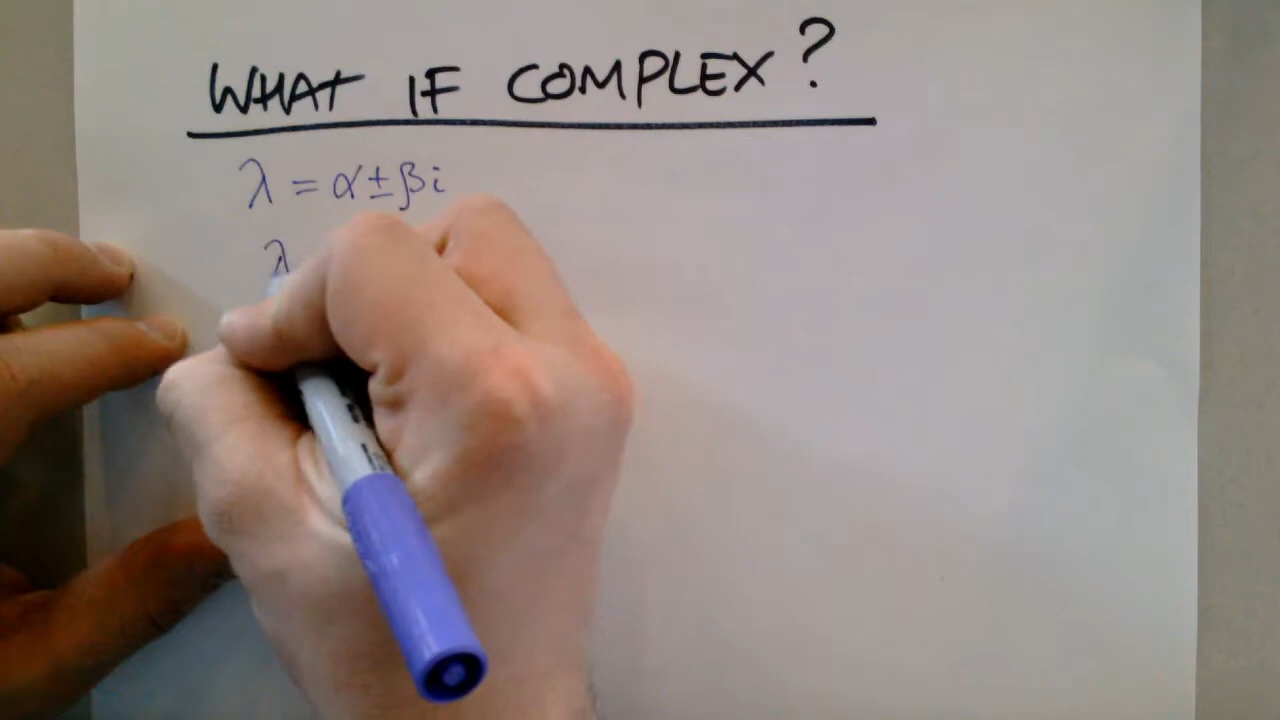 WHAT IF COMPLEX?
λ = α ± βi
λ